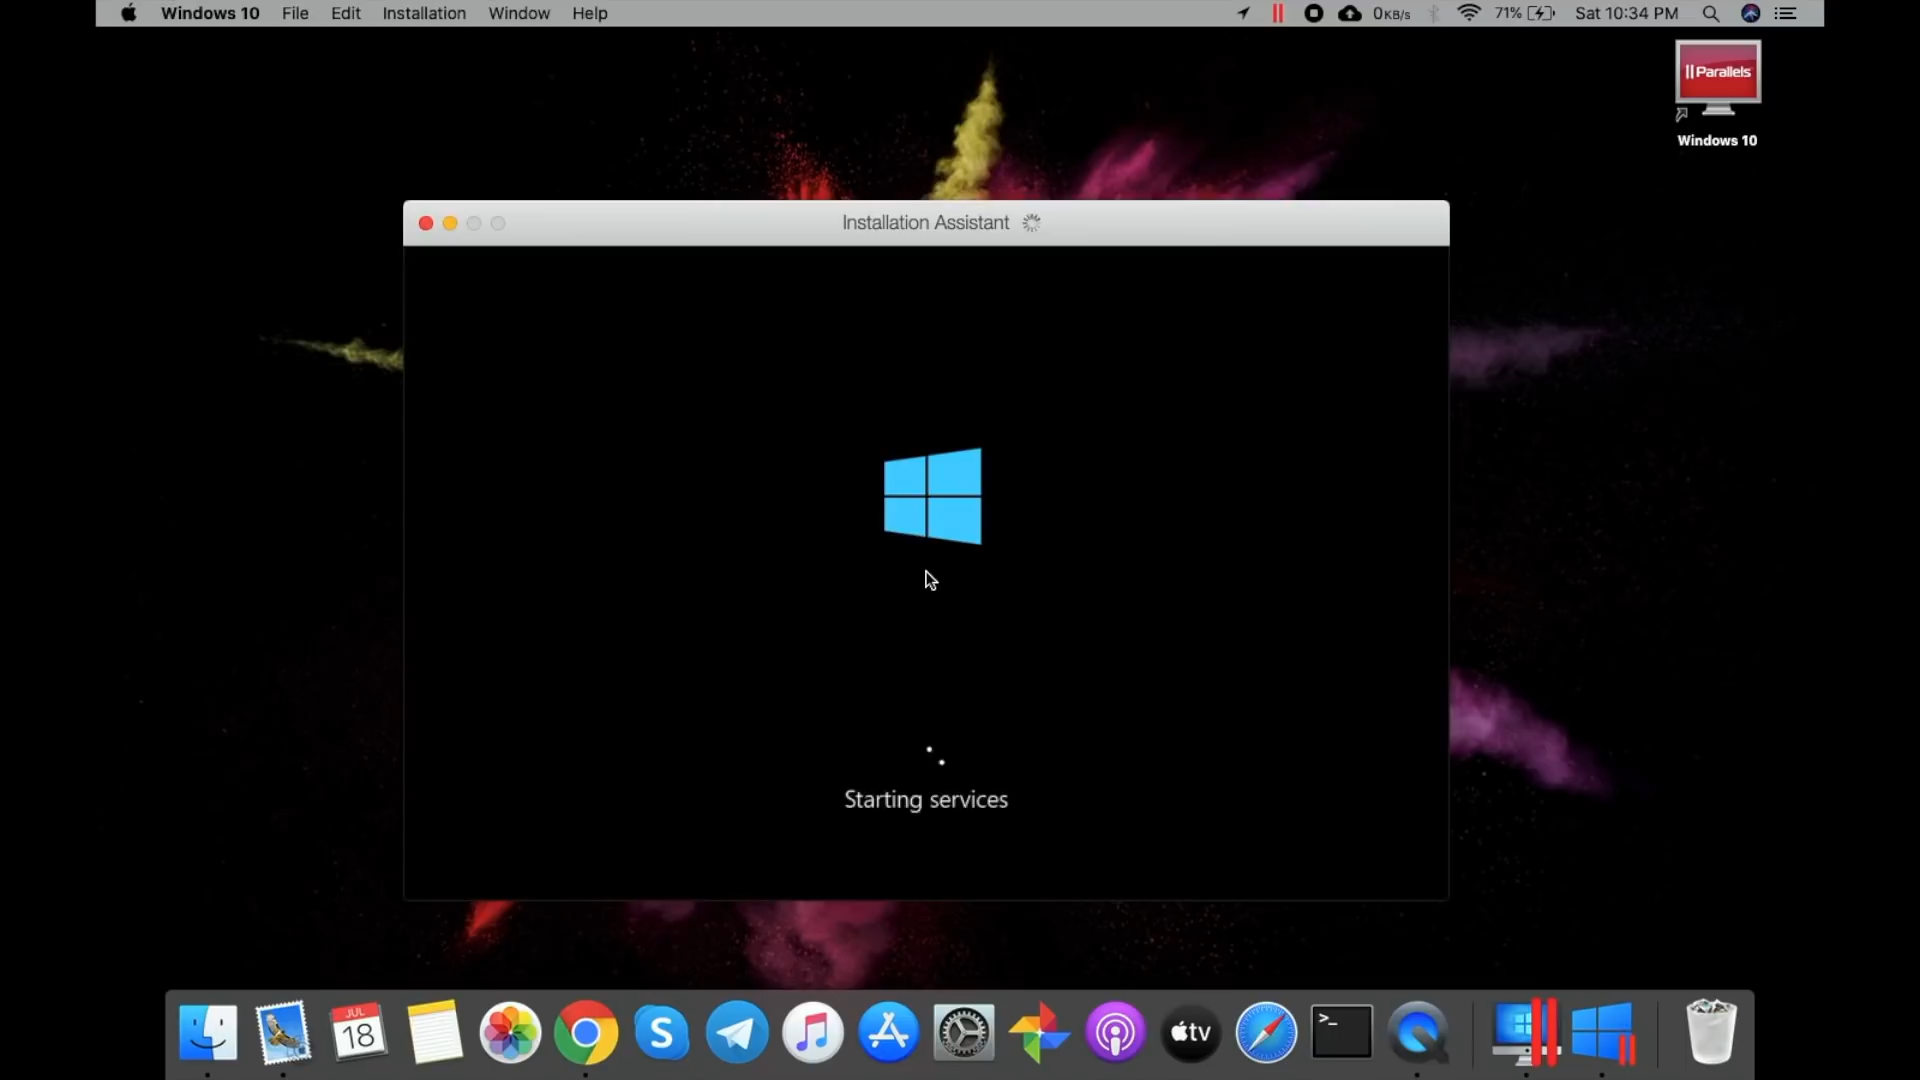 Windows 10 File Edit Installation Window Help 0KB/s 71% Sat 10:34 PM
Parallels
Windows 10
Installation Assistant
Starting services
JUL
18
S
tv
>_